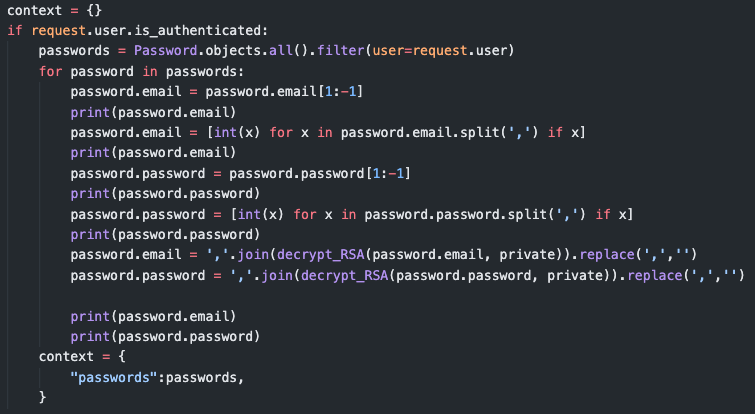 context = {}
if request.user.is_authenticated:
    passwords = Password.objects.all().filter(user=request.user)
    for password in passwords:
        password.email = password.email[1:-1]
        print(password.email)
        password.email = [int(x) for x in password.email.split(',') if x]
        print(password.email)
        password.password = password.password[1:-1]
        print(password.password)
        password.password = [int(x) for x in password.password.split(',') if x]
        print(password.password)
        password.email = ','.join(decrypt_RSA(password.email, private)).replace(',','')
        password.password = ','.join(decrypt_RSA(password.password, private)).replace(',','')

        print(password.email)
        print(password.password)
    context = {
        "passwords":passwords,
    }